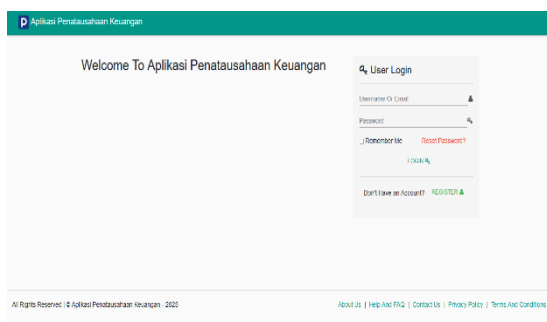 P Aplikasi Penatausahaan Keuangan
Welcome To Aplikasi Penatausahaan Keuangan
User Login
Username Or Email
Password
Remember Me Reset Password?
LOGIN
Don't Have an Account? REGISTER
All Rights Reserved | © Aplikasi Penatausahaan Keuangan - 2023
About Us | Help And FAQ | Contact Us | Privacy Policy | Terms And Conditions